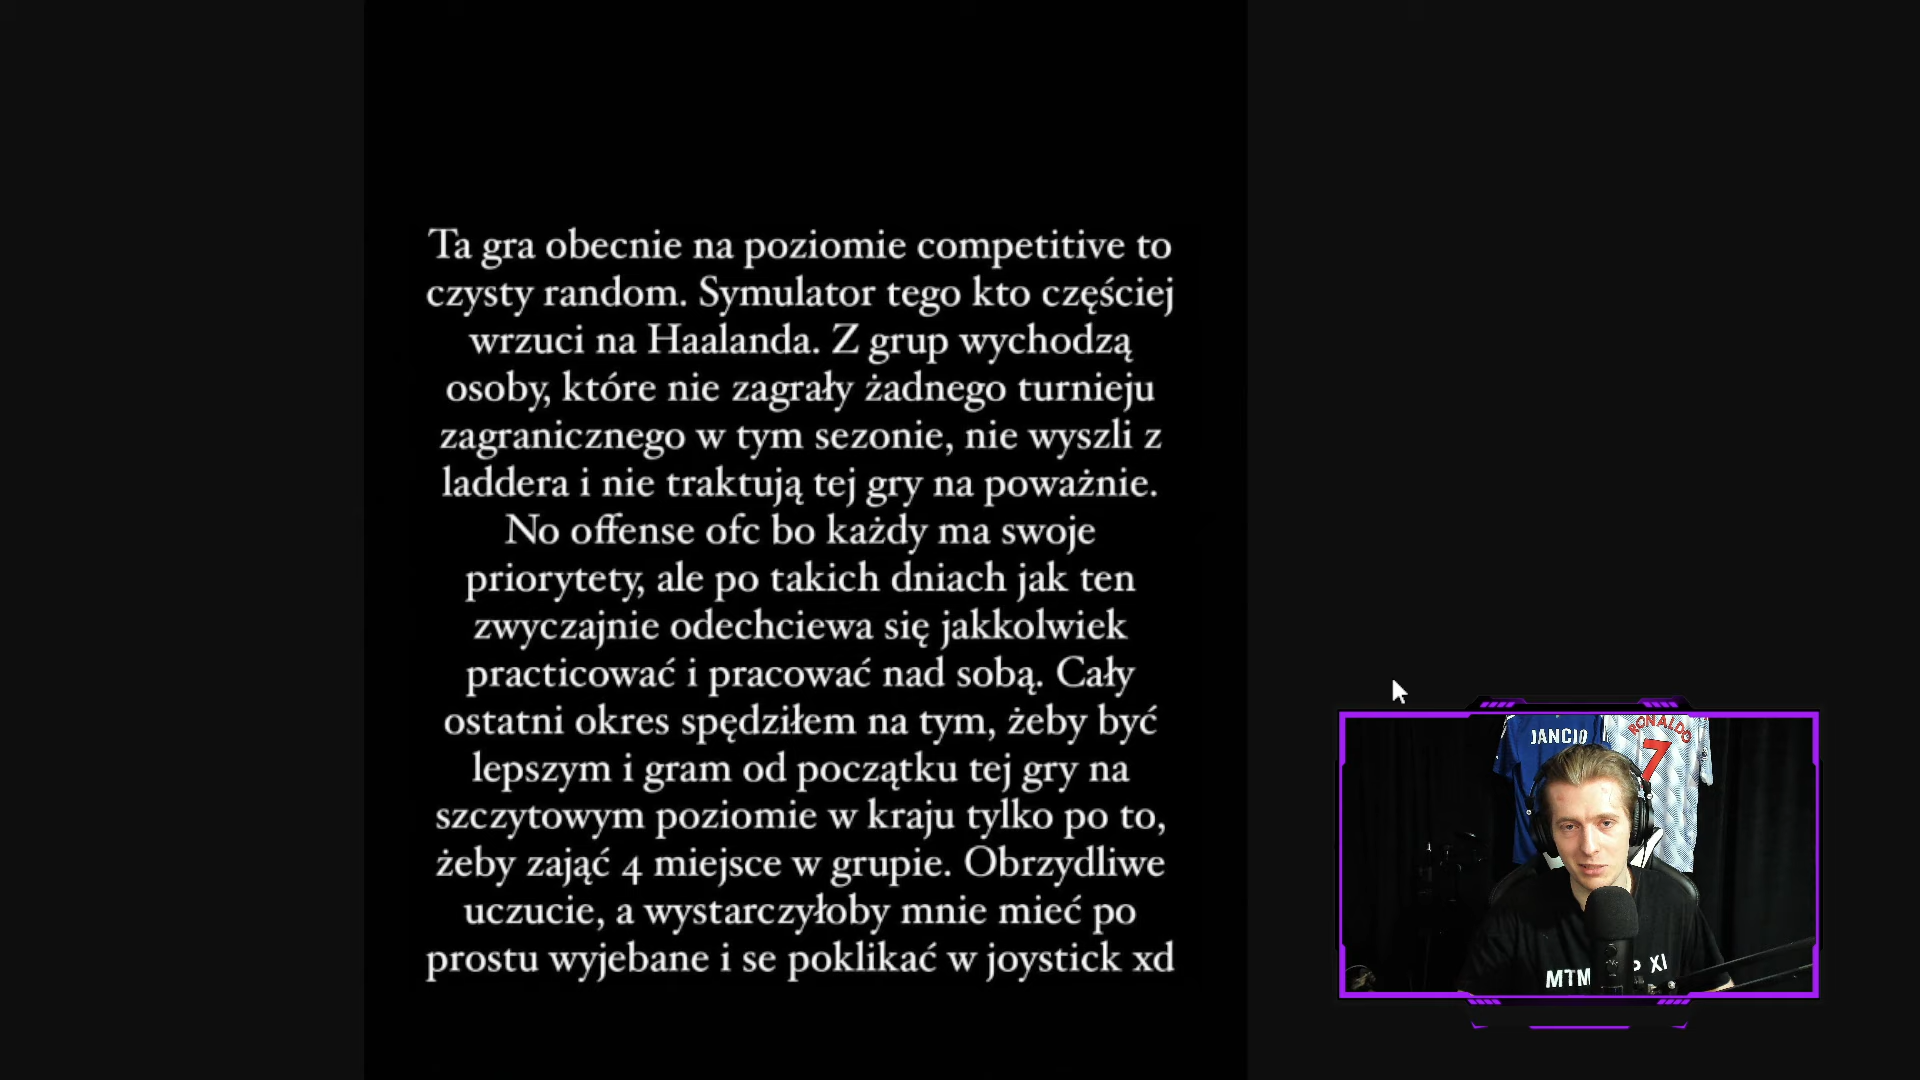 Ta gra obecnie na poziomie competitive to
czysty random. Symulator tego kto częściej
wrzuci na Haalanda. Z grup wychodzą
osoby, które nie zagrały żadnego turnieju
zagranicznego w tym sezonie, nie wyszli z
laddera i nie traktują tej gry na poważnie.
No offense ofc bo każdy ma swoje
priorytety, ale po takich dniach jak ten
zwyczajnie odechciewa się jakkolwiek
practicować i pracować nad sobą. Cały
ostatni okres spędziłem na tym, żeby być
lepszym i gram od początku tej gry na
szczytowym poziomie w kraju tylko po to,
żeby zająć 4 miejsce w grupie. Obrzydliwe
uczucie, a wystarczyłoby mnie mieć po
prostu wyjebane i se poklikać w joystick xd
JANCIO
RONALDO
7
MTM
P XI